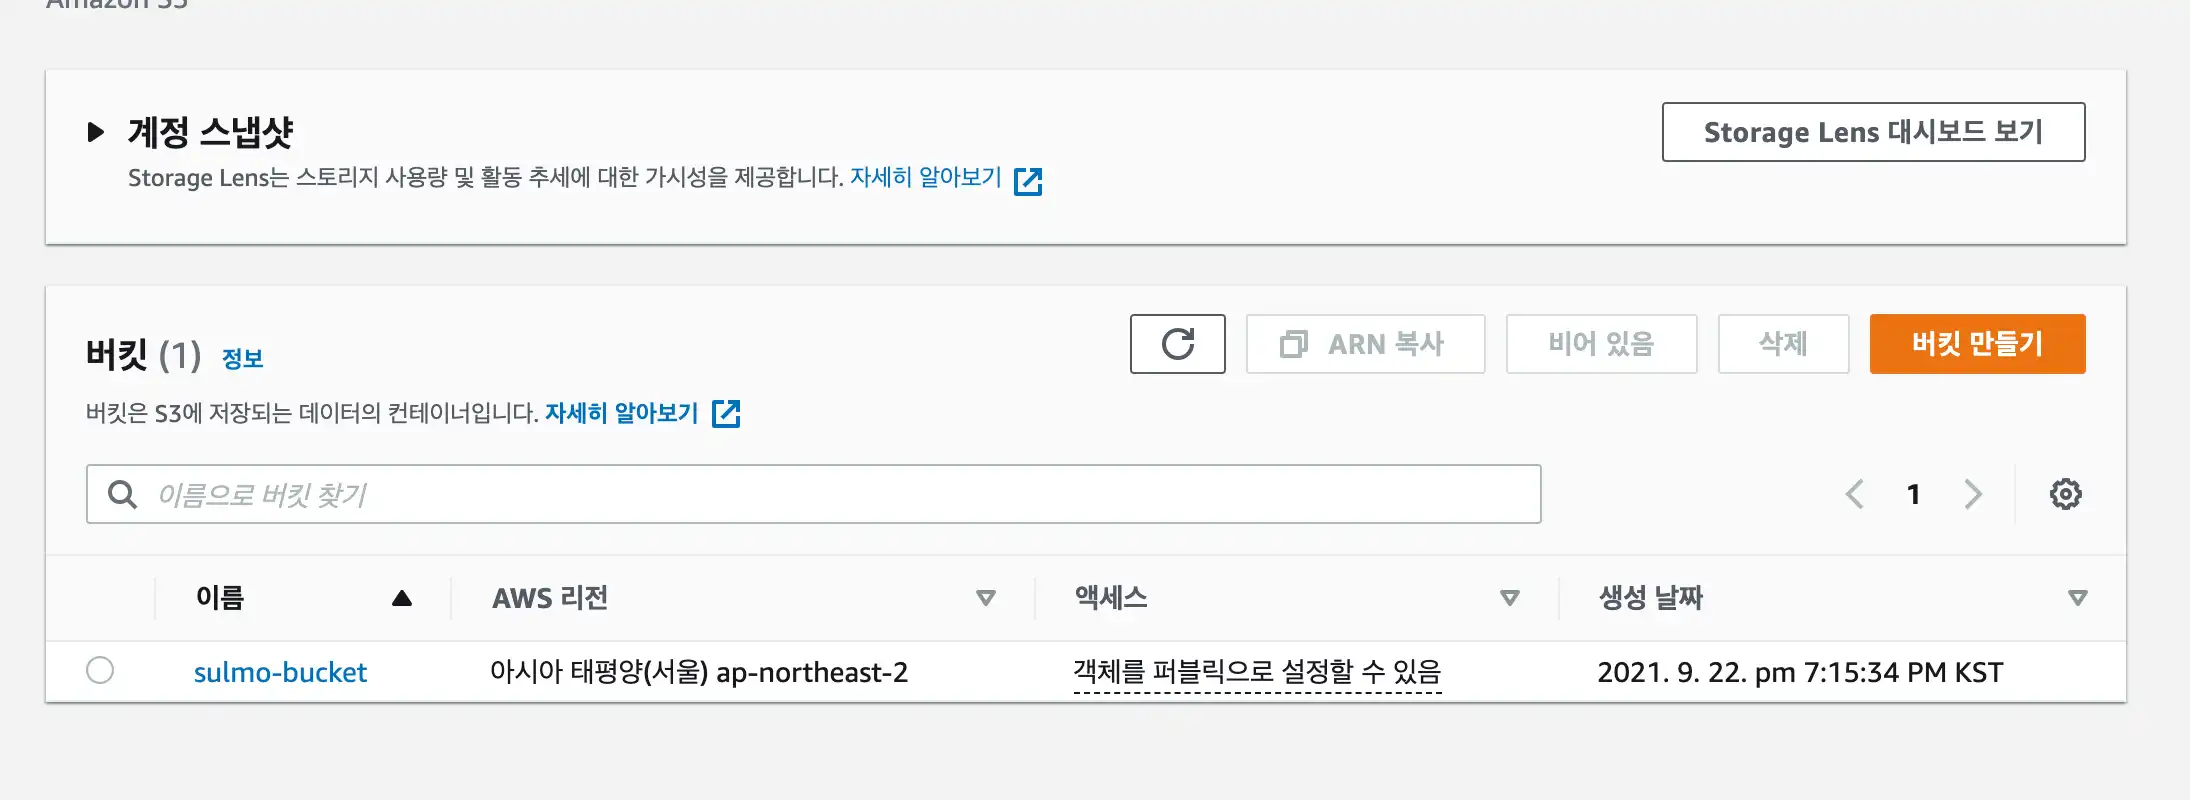 Amazon S3
계정 스냅샷
Storage Lens 대시보드 보기
Storage Lens는 스토리지 사용량 및 활동 추세에 대한 가시성을 제공합니다. 자세히 알아보기
버킷 (1) 정보
ARN 복사
비어 있음
삭제
버킷 만들기
버킷은 S3에 저장되는 데이터의 컨테이너입니다. 자세히 알아보기
이름으로 버킷 찾기
1
이름 AWS 리전 액세스 생성 날짜
sulmo-bucket 아시아 태평양(서울) ap-northeast-2 객체를 퍼블릭으로 설정할 수 있음 2021. 9. 22. pm 7:15:34 PM KST